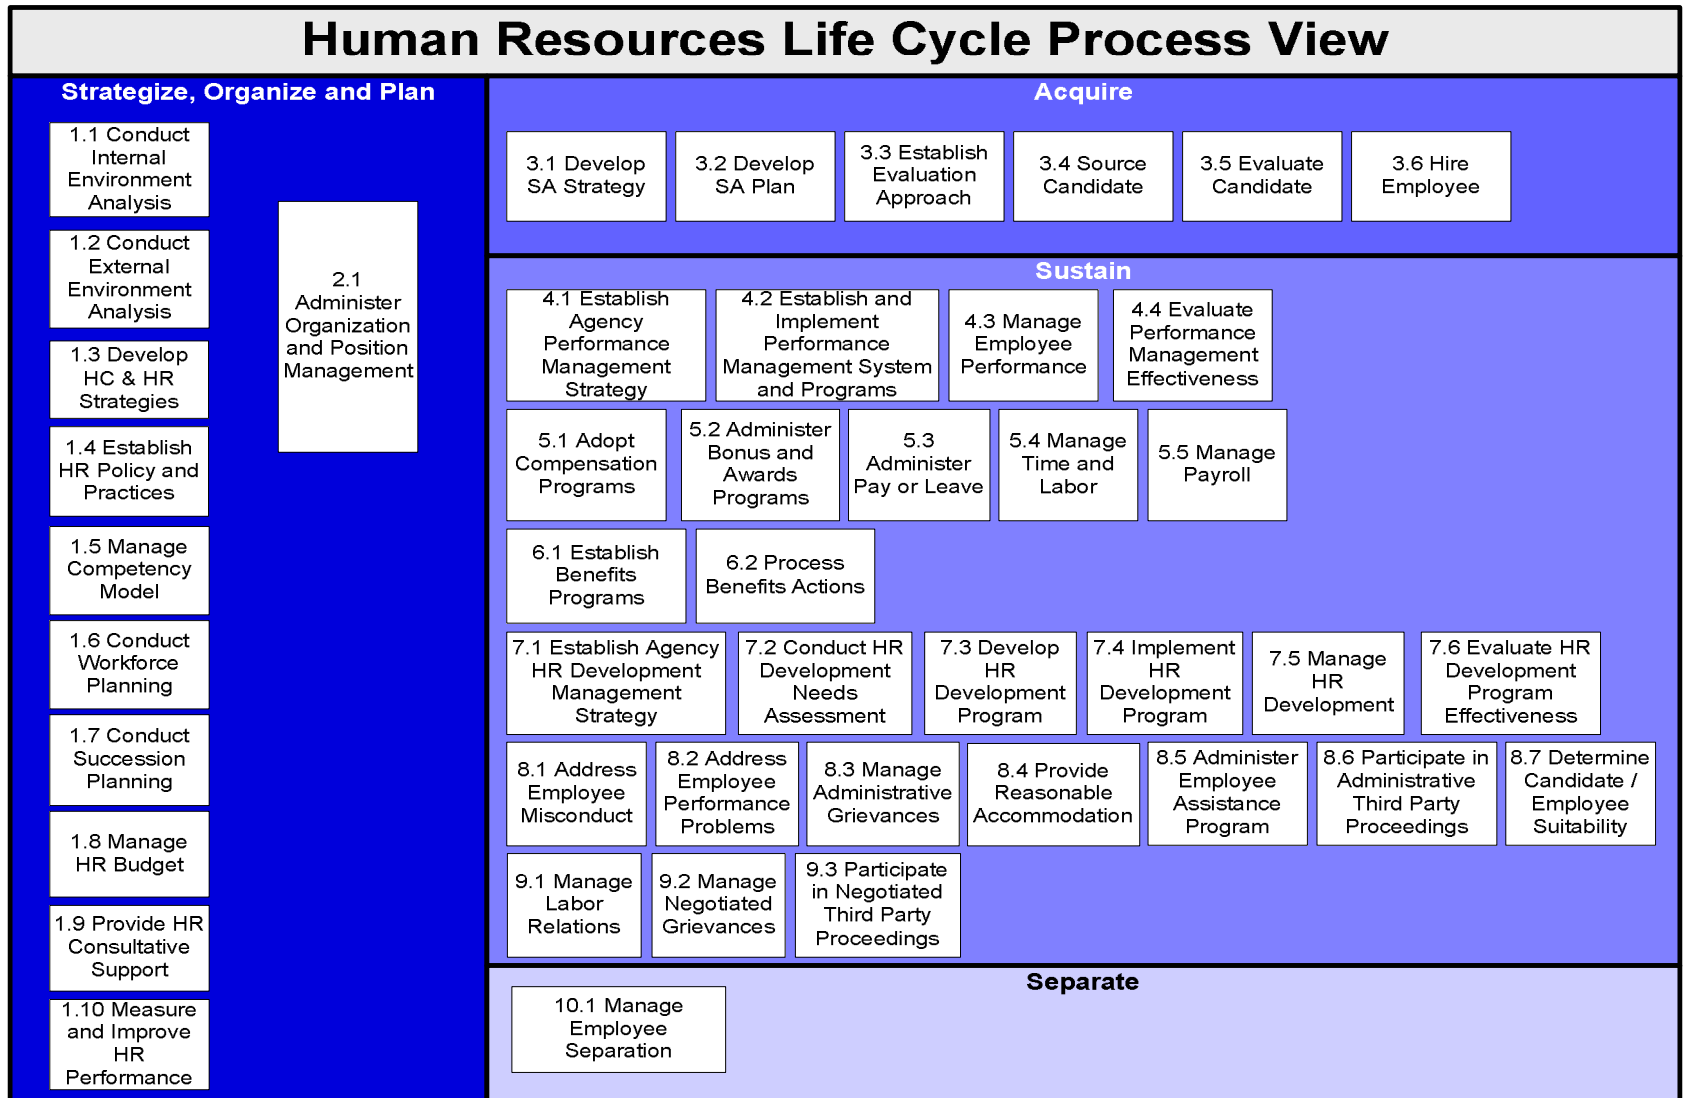 Human Resources Life Cycle Process View
Strategize, Organize and Plan
1.1 Conduct
Internal
Environment
Analysis
1.2 Conduct
External
Environment
Analysis
1.3 Develop
HC & HR
Strategies
1.4 Establish
HR Policy and
Practices
1.5 Manage
Competency
Model
1.6 Conduct
Workforce
Planning
1.7 Conduct
Succession
Planning
1.8 Manage
HR Budget
1.9 Provide HR
Consultative
Support
1.10 Measure
and Improve
HR
Performance
2.1
Administer
Organization
and Position
Management
Acquire
3.1 Develop
SA Strategy
3.2 Develop
SA Plan
3.3 Establish
Evaluation
Approach
3.4 Source
Candidate
3.5 Evaluate
Candidate
3.6 Hire
Employee
Sustain
4.1 Establish
Agency
Performance
Management
Strategy
4.2 Establish and
Implement
Performance
Management System
and Programs
4.3 Manage
Employee
Performance
4.4 Evaluate
Performance
Management
Effectiveness
5.1 Adopt
Compensation
Programs
5.2 Administer
Bonus and
Awards
Programs
5.3
Administer
Pay or Leave
5.4 Manage
Time and
Labor
5.5 Manage
Payroll
6.1 Establish
Benefits
Programs
6.2 Process
Benefits Actions
7.1 Establish Agency
HR Development
Management
Strategy
7.2 Conduct HR
Development
Needs
Assessment
7.3 Develop
HR
Development
Program
7.4 Implement
HR
Development
Program
7.5 Manage
HR
Development
7.6 Evaluate HR
Development
Program
Effectiveness
8.1 Address
Employee
Misconduct
8.2 Address
Employee
Performance
Problems
8.3 Manage
Administrative
Grievances
8.4 Provide
Reasonable
Accommodation
8.5 Administer
Employee
Assistance
Program
8.6 Participate in
Administrative
Third Party
Proceedings
8.7 Determine
Candidate /
Employee
Suitability
9.1 Manage
Labor
Relations
9.2 Manage
Negotiated
Grievances
9.3 Participate
in Negotiated
Third Party
Proceedings
Separate
10.1 Manage
Employee
Separation